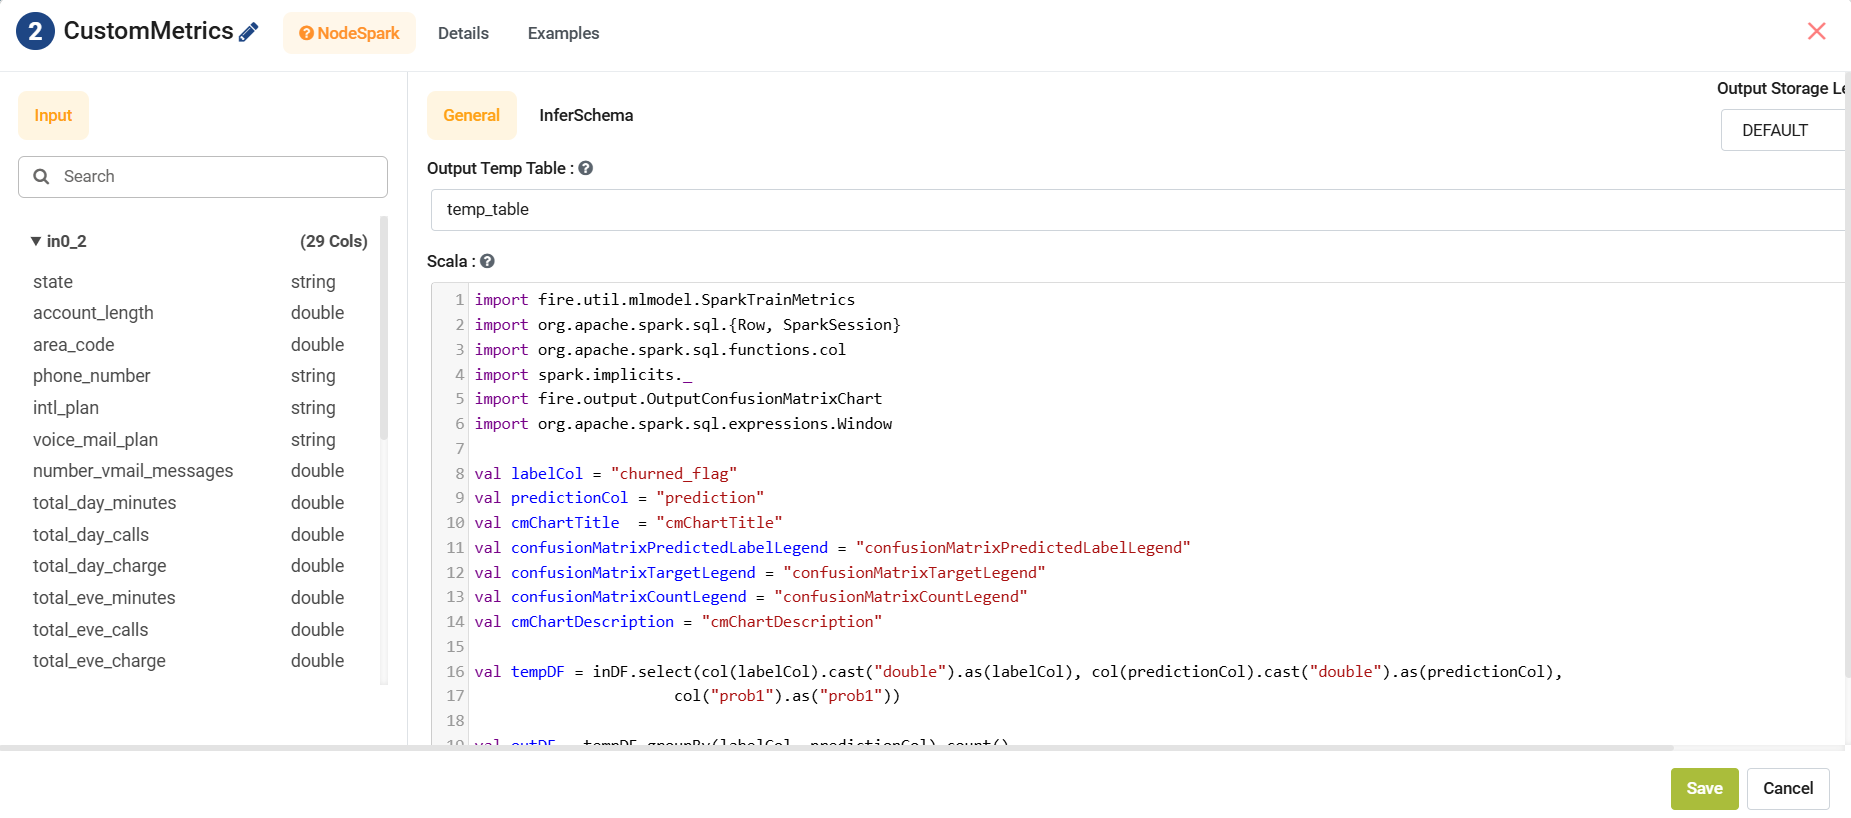 2 CustomMetrics NodeSpark Details Examples
Output Storage Le
Input
General InferSchema
DEFAULT
Output Temp Table :
Search
temp_table
in0_2 (29 Cols)
Scala :
state string
account_length double
area_code double
phone_number string
intl_plan string
voice_mail_plan string
number_vmail_messages double
total_day_minutes double
total_day_calls double
total_day_charge double
total_eve_minutes double
total_eve_calls double
total_eve_charge double
1 import fire.util.mlmodel.SparkTrainMetrics
2 import org.apache.spark.sql.{Row, SparkSession}
3 import org.apache.spark.sql.functions.col
4 import spark.implicits._
5 import fire.output.OutputConfusionMatrixChart
6 import org.apache.spark.sql.expressions.Window
7
8 val labelCol = "churned_flag"
9 val predictionCol = "prediction"
10 val cmChartTitle  = "cmChartTitle"
11 val confusionMatrixPredictedLabelLegend = "confusionMatrixPredictedLabelLegend"
12 val confusionMatrixTargetLegend = "confusionMatrixTargetLegend"
13 val confusionMatrixCountLegend = "confusionMatrixCountLegend"
14 val cmChartDescription = "cmChartDescription"
15
16 val tempDF = inDF.select(col(labelCol).cast("double").as(labelCol), col(predictionCol).cast("double").as(predictionCol),
17 col("prob1").as("prob1"))
18
19 val outDF = tempDF.groupBy(labelCol, predictionCol).count()
Save Cancel